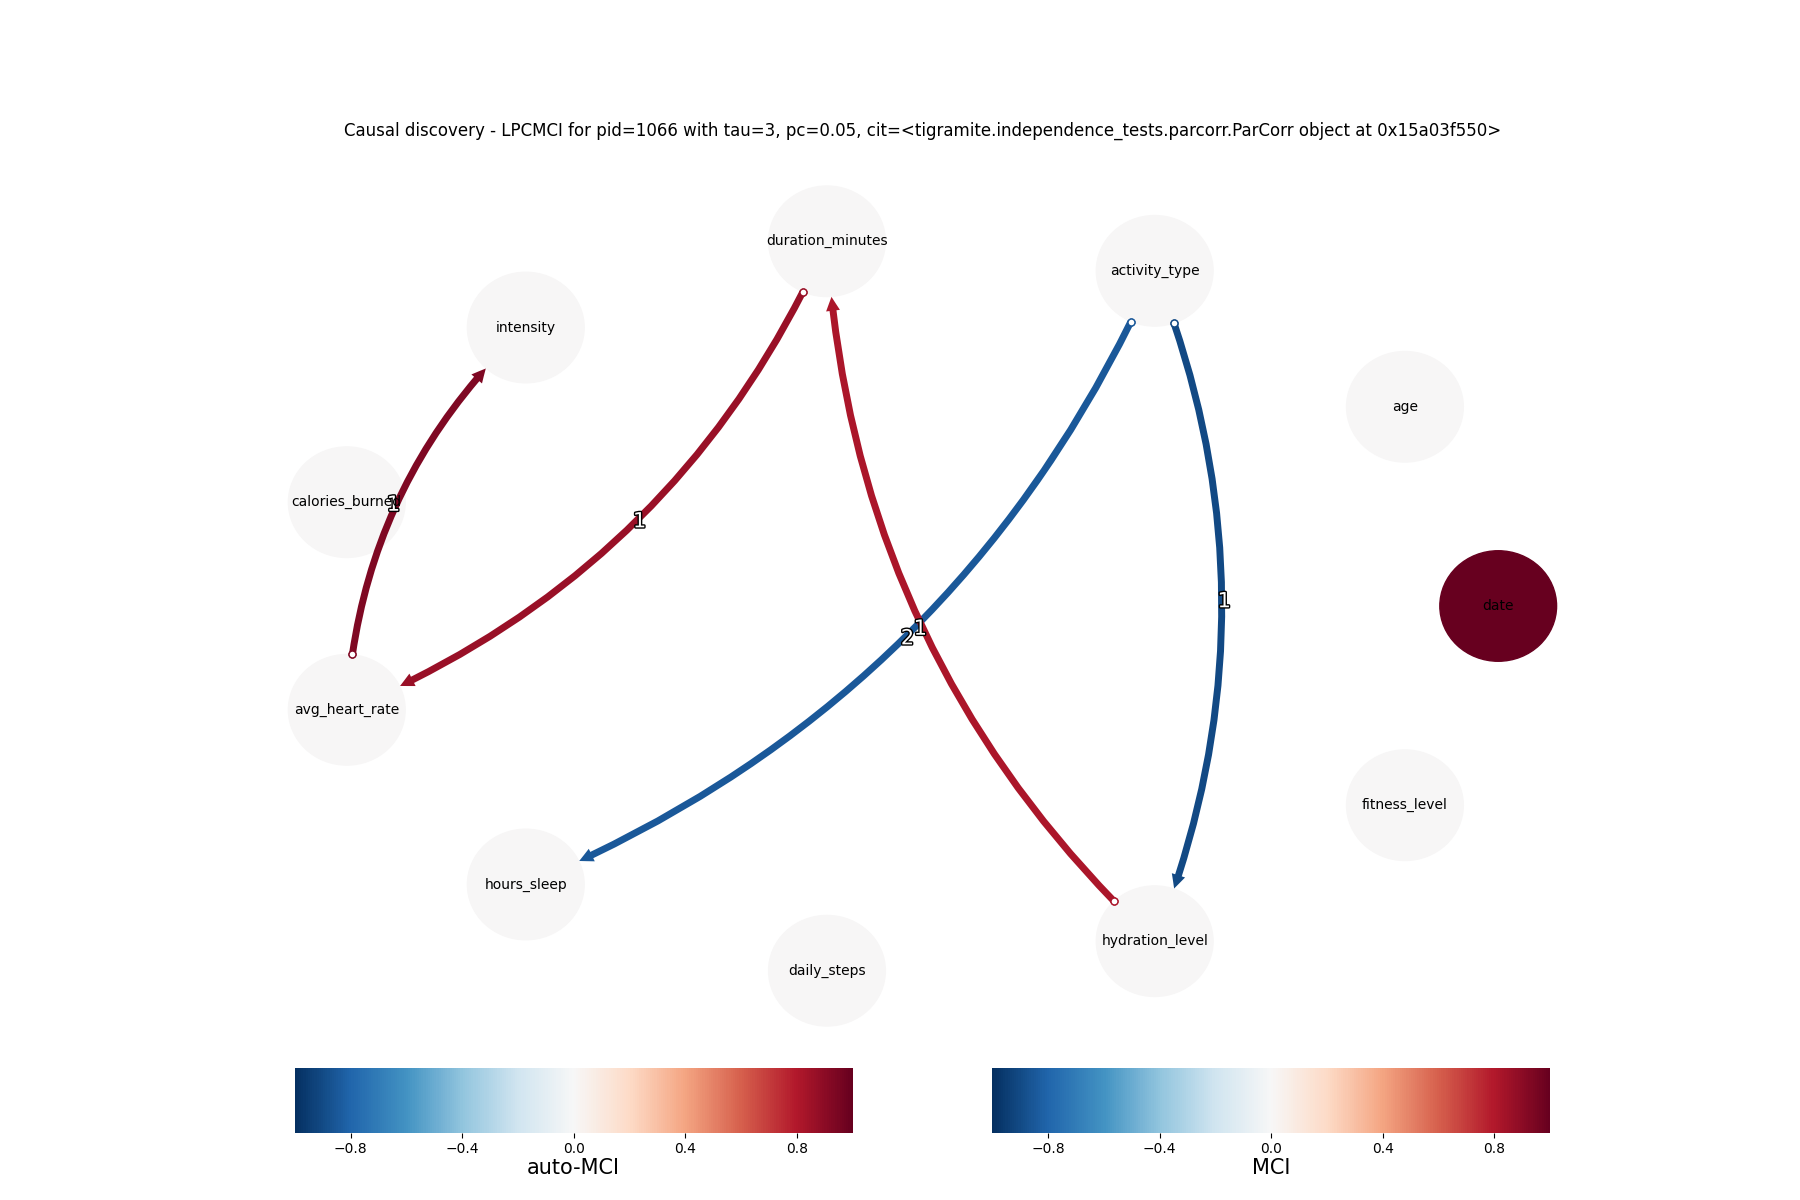 Causal discovery - LPCMCI for pid=1066 with tau=3, pc=0.05, cit=<tigramite.independence_tests.parcorr.ParCorr object at 0x15a03f550>
duration_minutes
activity_type
intensity
age
calories_burned
1
1
1
date
1
2
avg_heart_rate
fitness_level
hours_sleep
hydration_level
daily_steps
−0.8 −0.4 0.0 0.4 0.8
auto-MCI
−0.8 −0.4 0.0 0.4 0.8
MCI